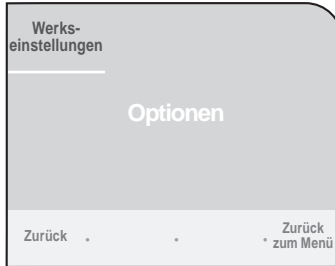 Werks-
einstellungen
Optionen
Zurück
Zurück
zum Menü